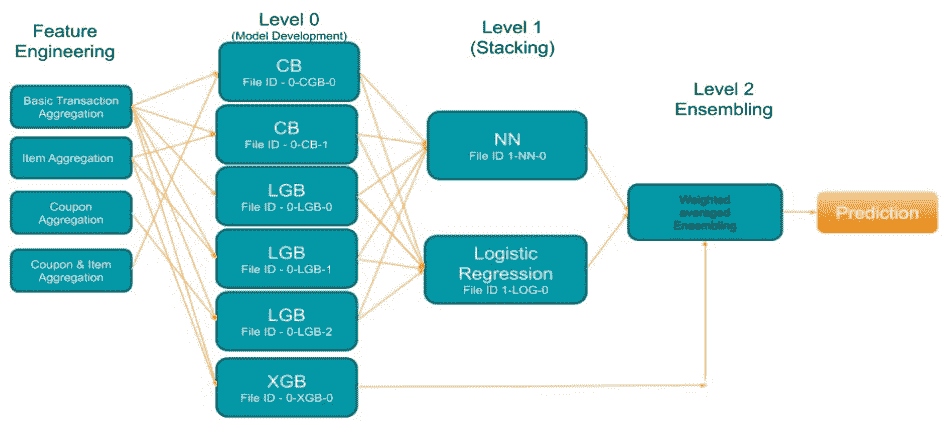 Feature
Engineering
Basic Transaction
Aggregation
Item Aggregation
Coupon
Aggregation
Coupon & Item
Aggregation
Level 0
(Model Development)
CB
File ID - 0-CGB-0
CB
File ID - 0-CB-1
LGB
File ID - 0-LGB-0
LGB
File ID - 0-LGB-1
LGB
File ID - 0-LGB-2
XGB
File ID - 0-XGB-0
Level 1
(Stacking)
NN
File ID 1-NN-0
Logistic
Regression
File ID 1-LOG-0
Level 2
Ensembling
Weighted
averaged
Ensembling
Prediction